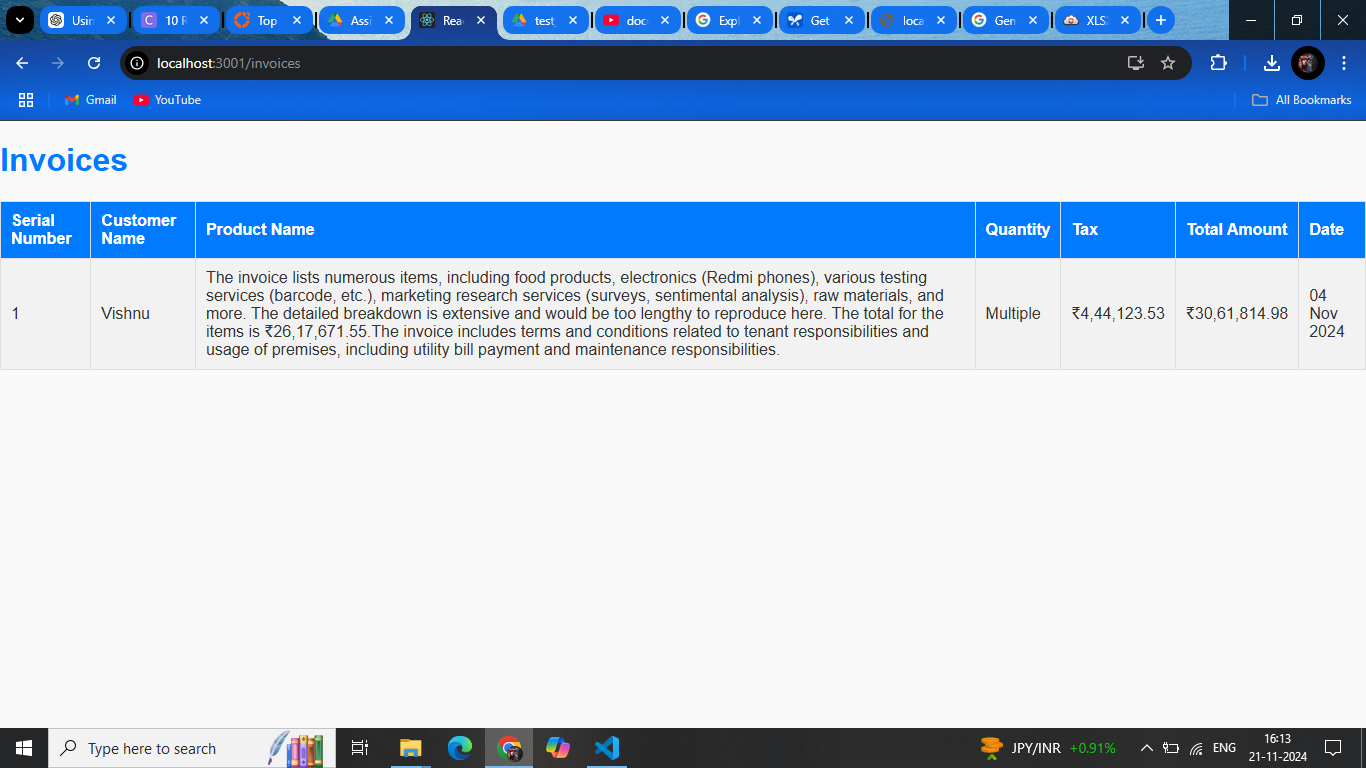 Usin
10 R
Top
Assi
Rea
test_
doc
Expl
Get
loca
Gem
XLS
localhost:3001/invoices
Gmail
YouTube
All Bookmarks
Invoices
Serial Number
Customer Name
Product Name
Quantity
Tax
Total Amount
Date
1
Vishnu
The invoice lists numerous items, including food products, electronics (Redmi phones), various testing
services (barcode, etc.), marketing research services (surveys, sentimental analysis), raw materials, and
more. The detailed breakdown is extensive and would be too lengthy to reproduce here. The total for the
items is ₹26,17,671.55.The invoice includes terms and conditions related to tenant responsibilities and
usage of premises, including utility bill payment and maintenance responsibilities.
Multiple
₹4,44,123.53
₹30,61,814.98
04
Nov
2024
Type here to search
JPY/INR +0.91%
ENG
16:13
21-11-2024